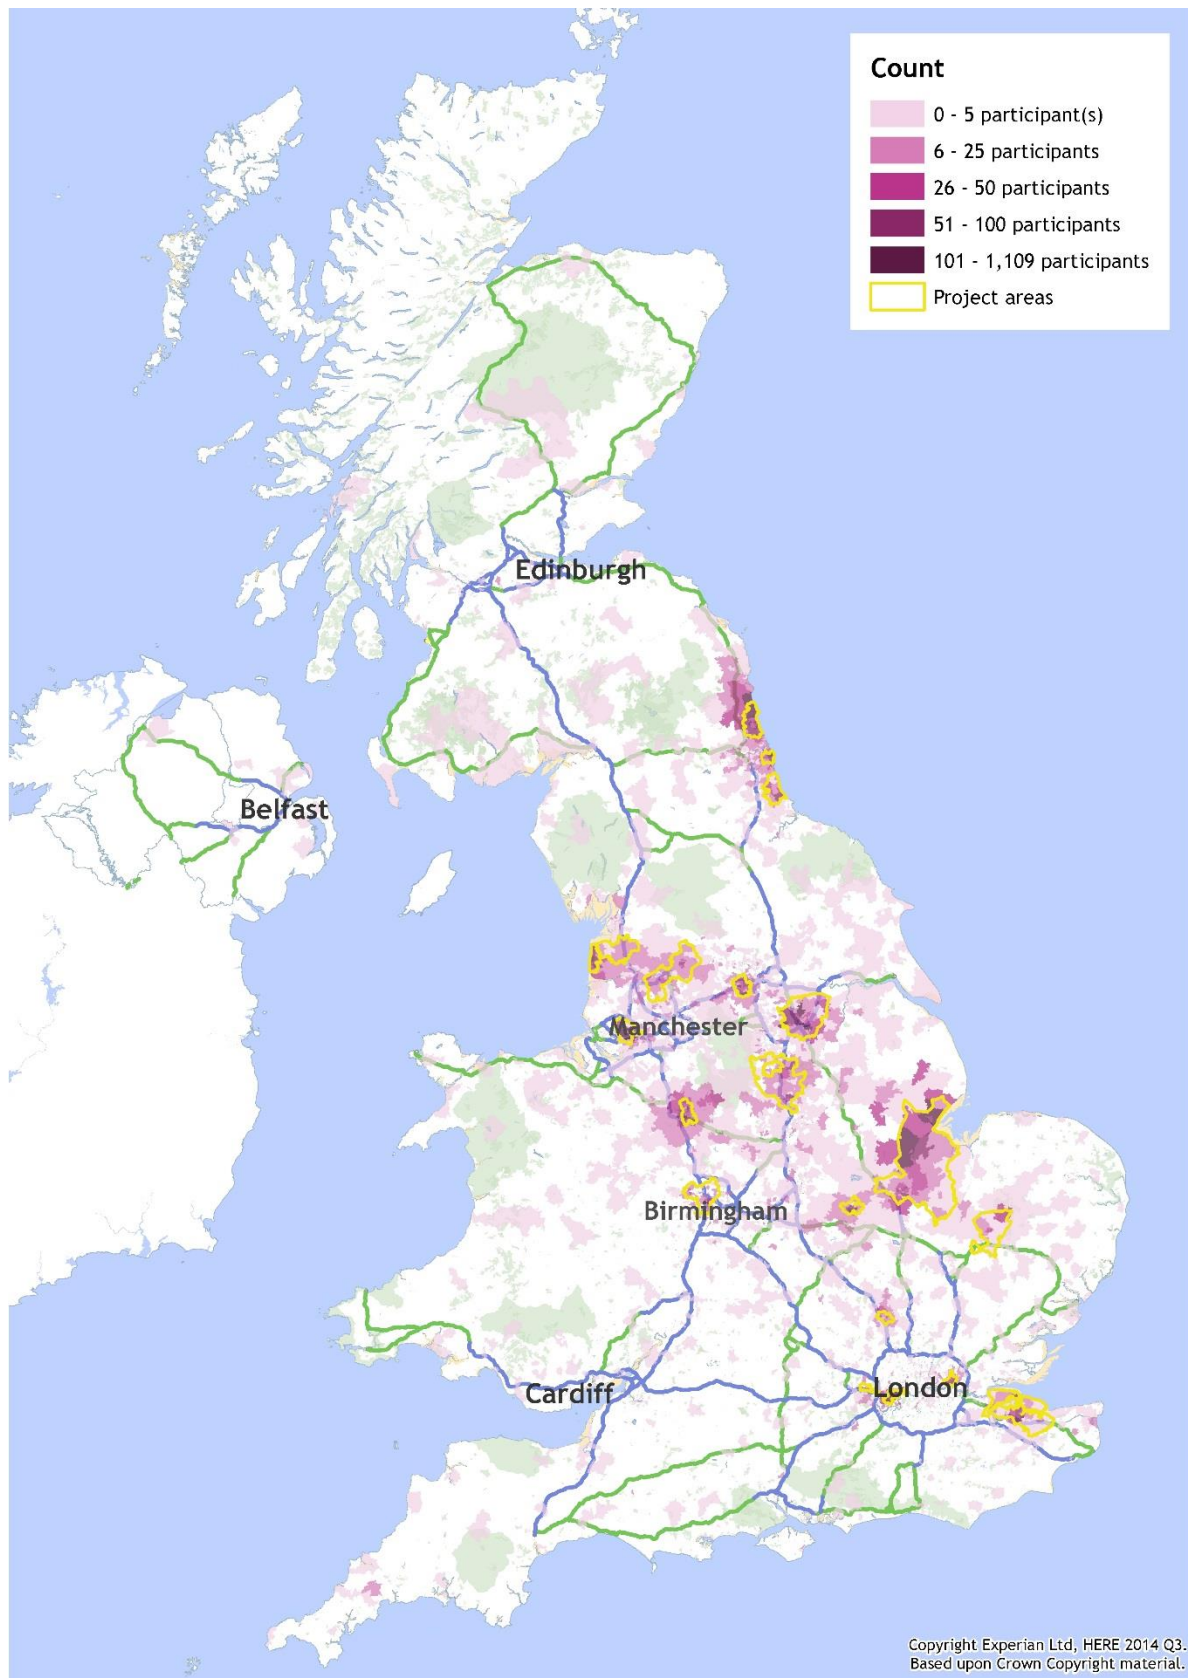 Count
0 - 5 participant(s)
6 - 25 participants
26 - 50 participants
51 - 100 participants
101 - 1,109 participants
Project areas
Edinburgh
Belfast
Manchester
Birmingham
Cardiff
London
Copyright Experian Ltd, HERE 2014 Q3.
Based upon Crown Copyright material.